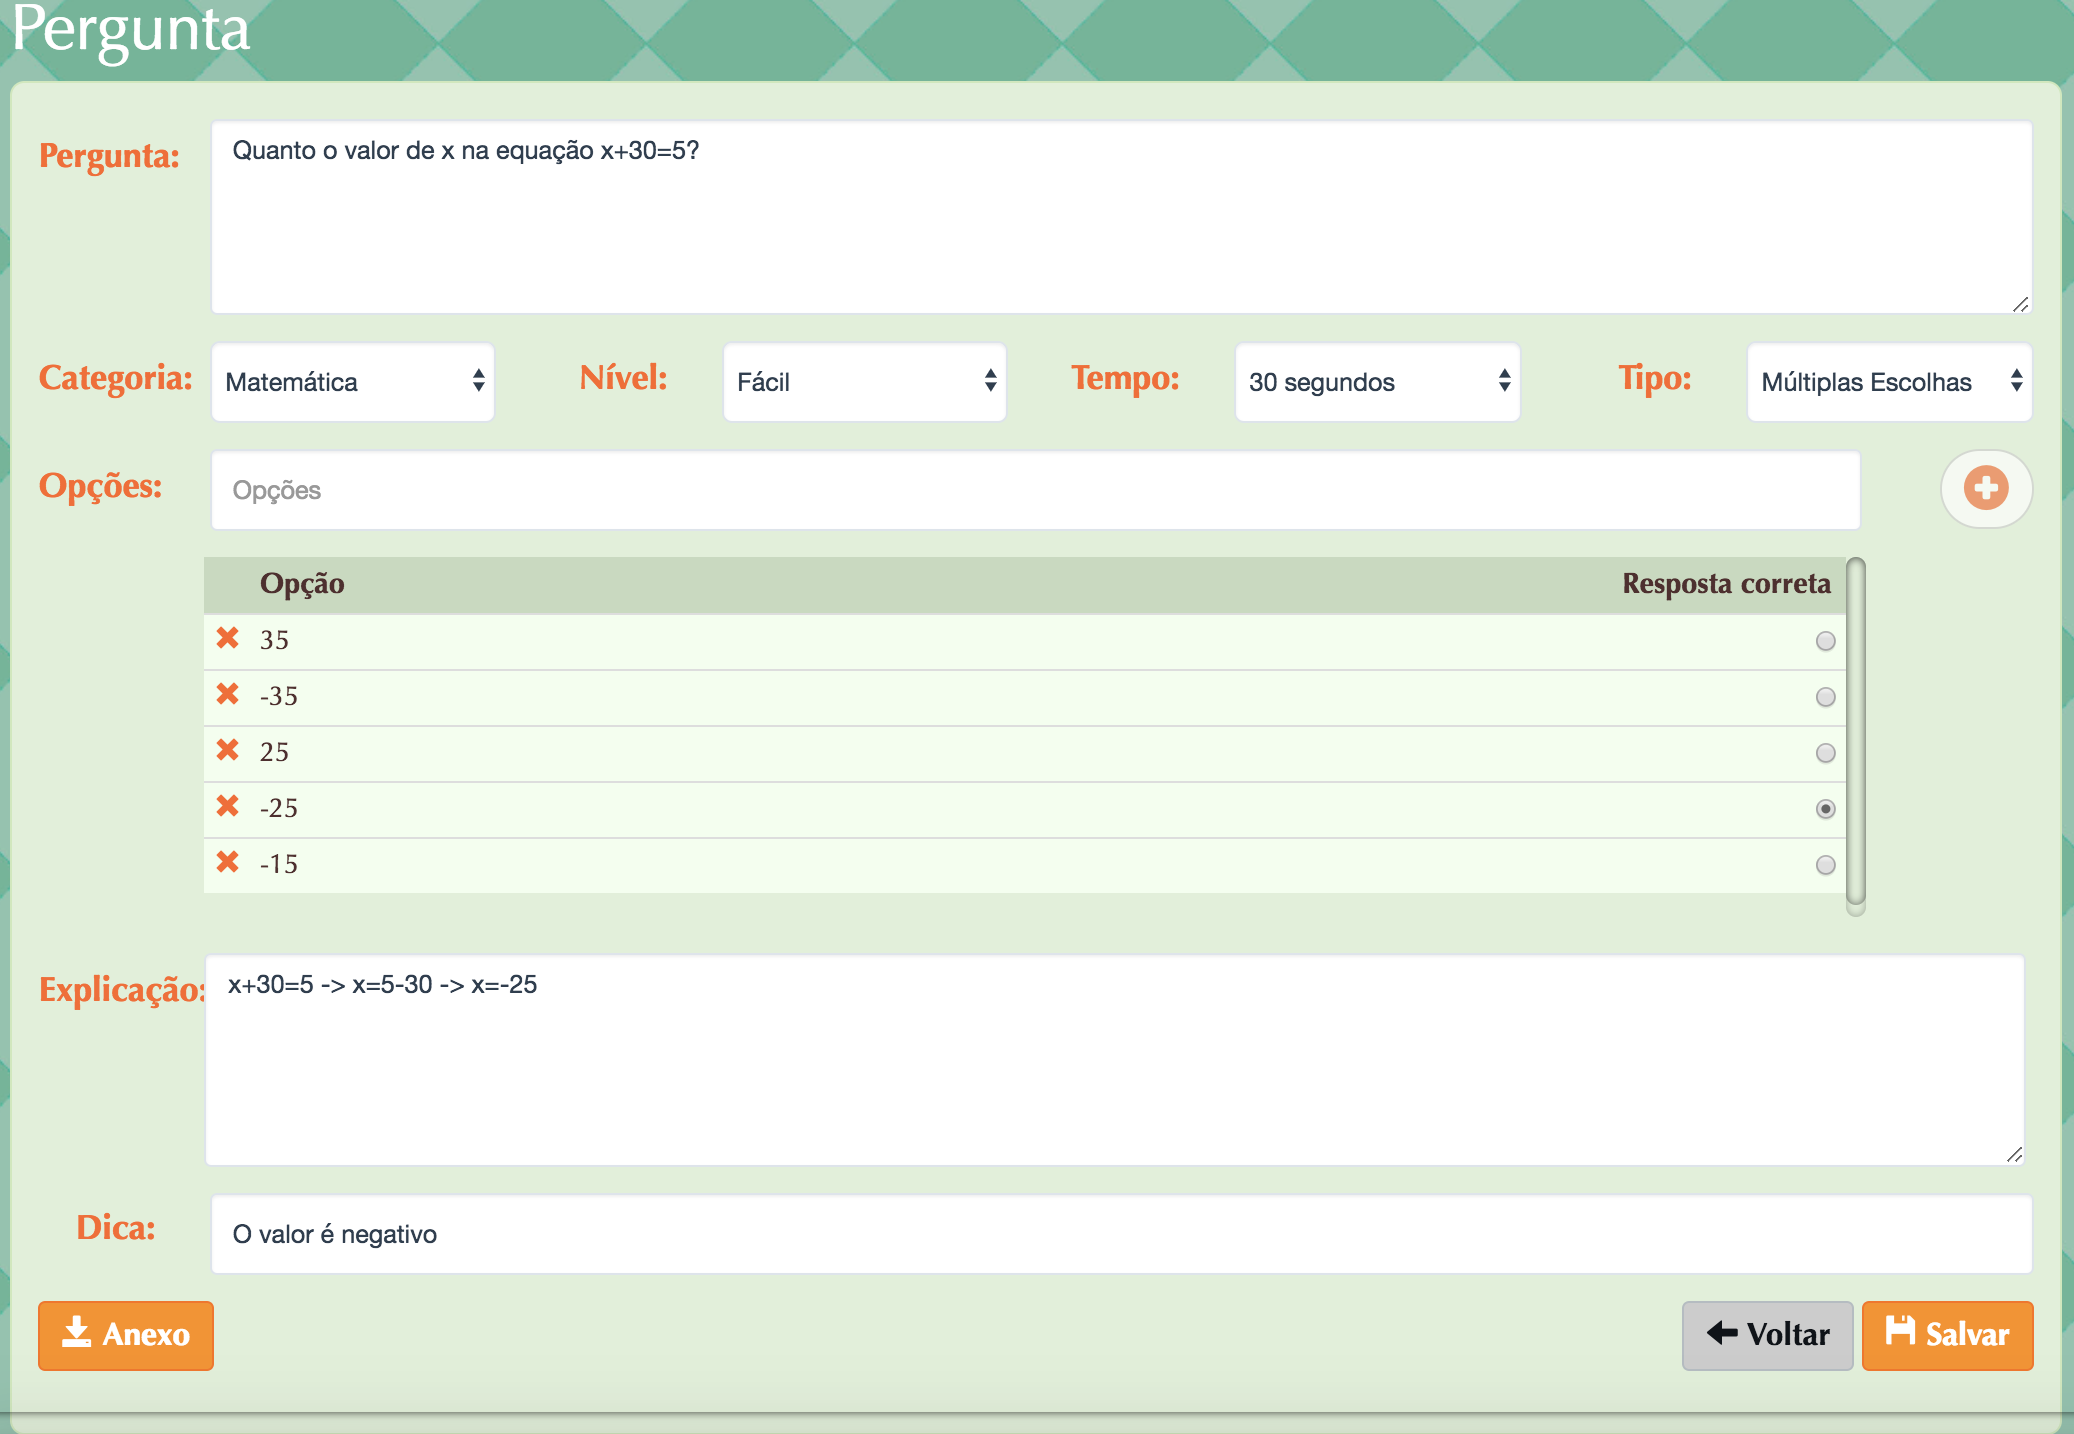 Pergunta
Pergunta: Quanto o valor de x na equação x+30=5?
Categoria: Matemática Nível: Fácil Tempo: 30 segundos Tipo: Múltiplas Escolhas
Opções: Opções
Opção Resposta correta
35
-35
25
-25
-15
Explicação: x+30=5 -> x=5-30 -> x=-25
Dica: O valor é negativo
Anexo Voltar Salvar